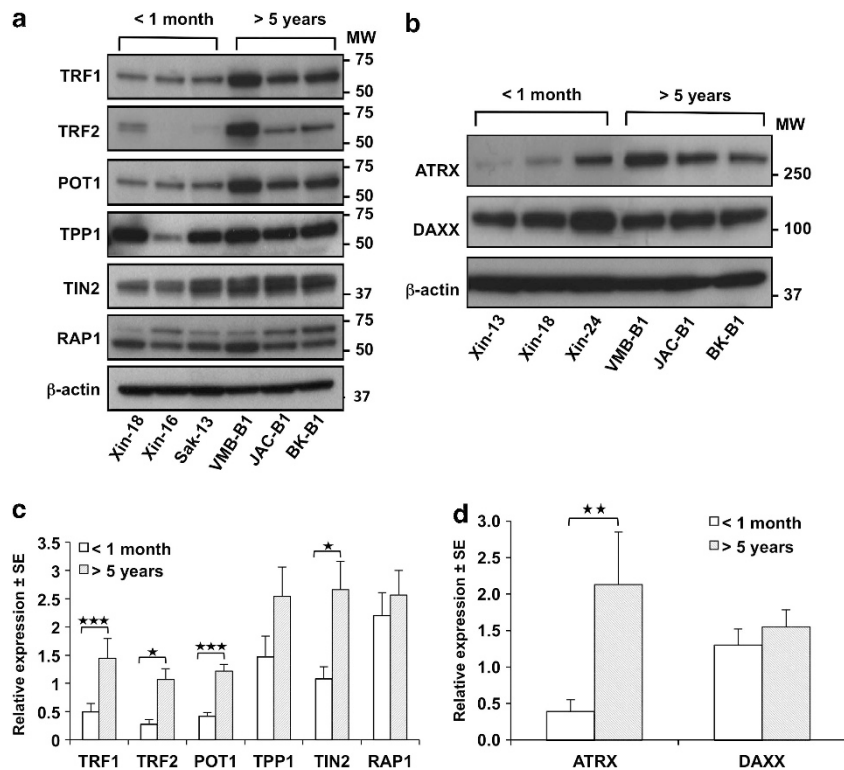 a
< 1 month > 5 years
MW
TRF1
75
50
TRF2
75
50
POT1
75
50
TPP1
75
50
TIN2
37
RAP1
75
50
β-actin
37
Xin-18 Xin-16 Sak-13 VMB-B1 JAC-B1 BK-B1
b
< 1 month > 5 years
MW
ATRX
250
DAXX
100
β-actin
37
Xin-13 Xin-18 Xin-24 VMB-B1 JAC-B1 BK-B1
c
Relative expression ± SE
3.5
3
2.5
2
1.5
1
0.5
0
< 1 month
> 5 years
★★★ ★ ★★★ ★
TRF1 TRF2 POT1 TPP1 TIN2 RAP1
d
Relative expression ± SE
3.0
2.5
2.0
1.5
1.0
0.5
0.0
★★
< 1 month
> 5 years
ATRX DAXX